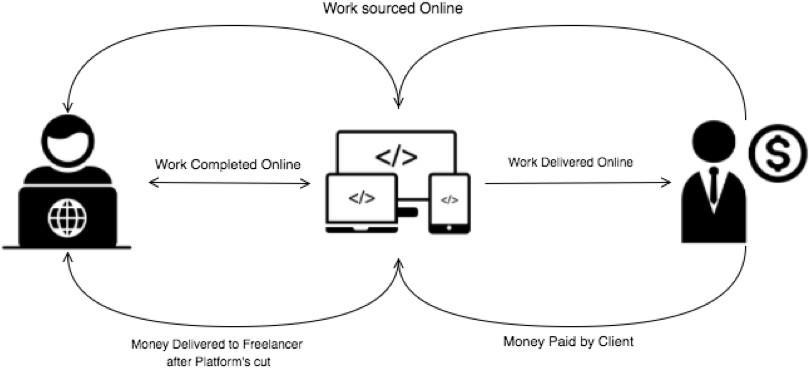 Work sourced Online
Work Completed Online
Work Delivered Online
</>
</>
</>
$
Money Delivered to Freelancer
after Platform's cut
Money Paid by Client